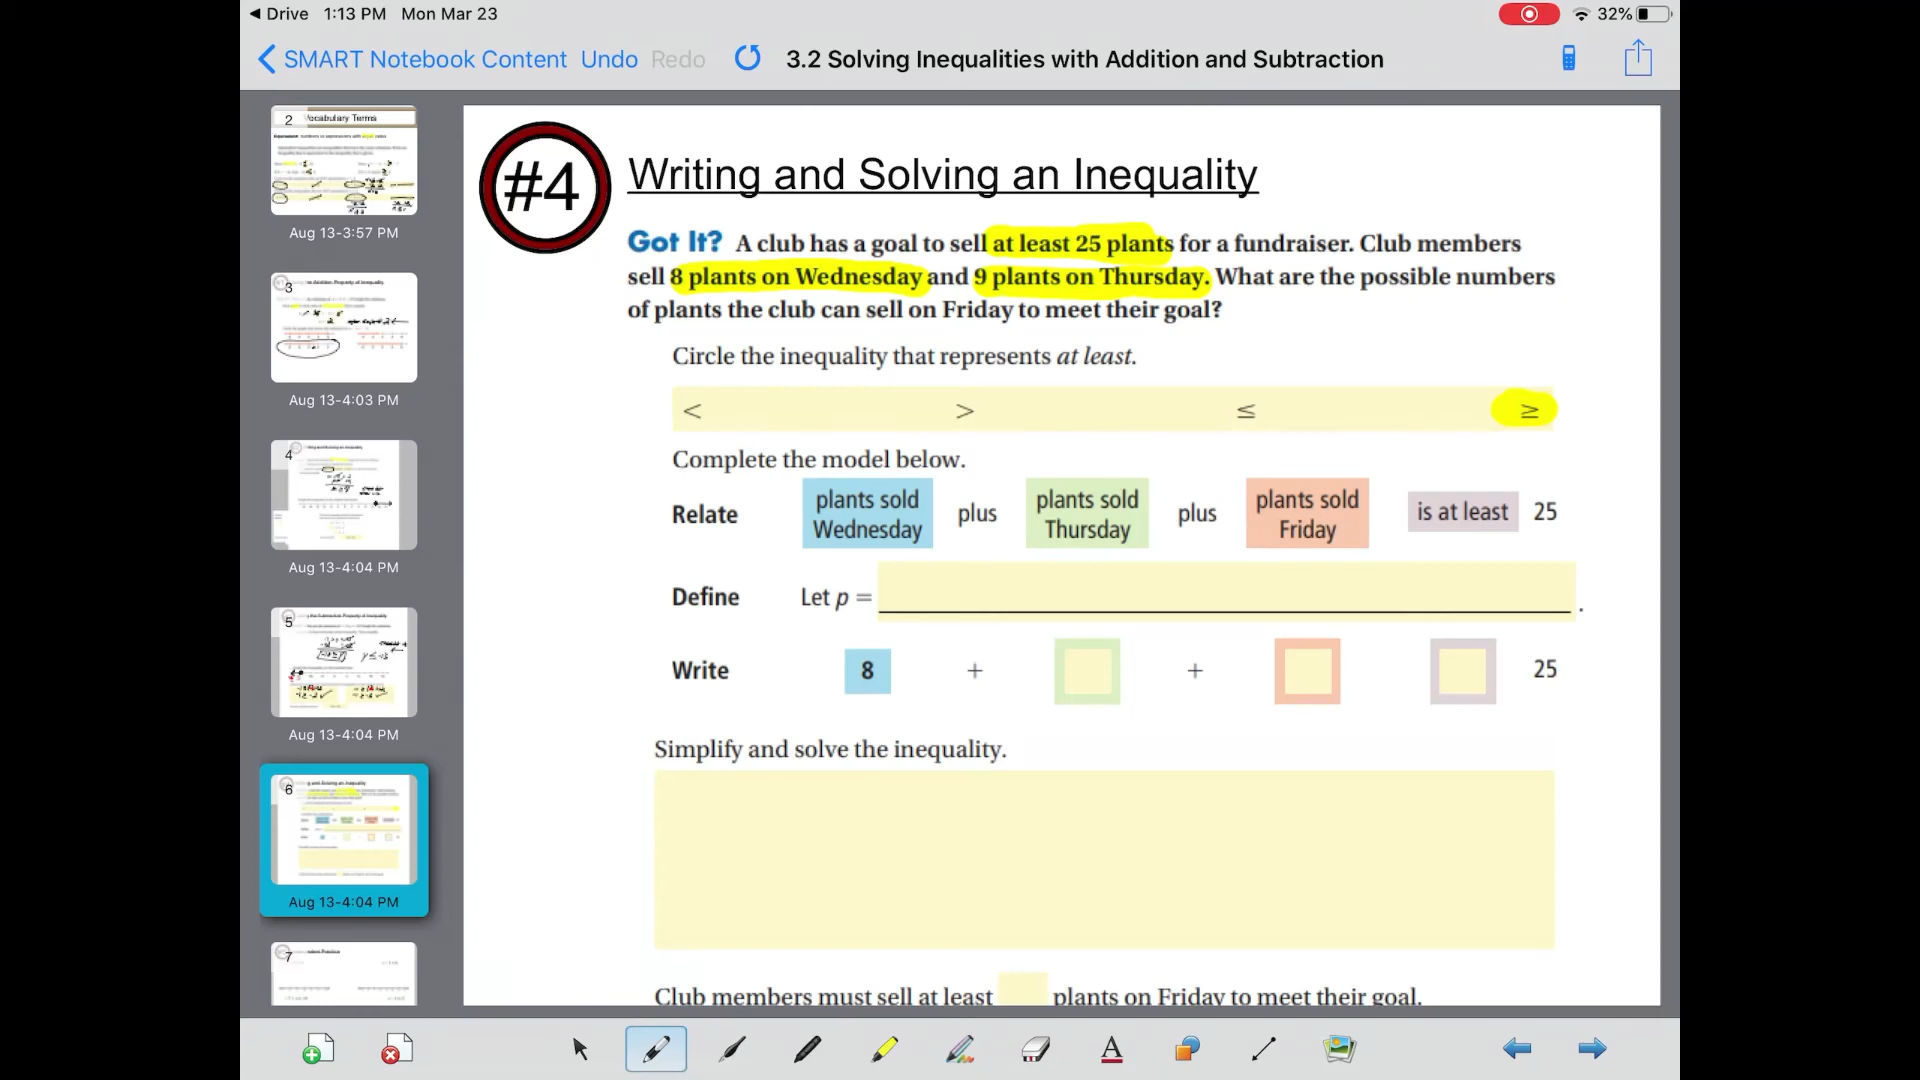 Drive 1:13 PM Mon Mar 23
32%
SMART Notebook Content Undo Redo 3.2 Solving Inequalities with Addition and Subtraction
2 Vocabulary Terms
Aug 13-3:57 PM
3
Aug 13-4:03 PM
4
Aug 13-4:04 PM
5
Aug 13-4:04 PM
6
Aug 13-4:04 PM
7
#4 Writing and Solving an Inequality
Got It? A club has a goal to sell at least 25 plants for a fundraiser. Club members
sell 8 plants on Wednesday and 9 plants on Thursday. What are the possible numbers
of plants the club can sell on Friday to meet their goal?
Circle the inequality that represents at least.
< > ≤ ≥
Complete the model below.
Relate plants sold Wednesday plus plants sold Thursday plus plants sold Friday is at least 25
Define Let p = .
Write 8 + + 25
Simplify and solve the inequality.
Club members must sell at least plants on Friday to meet their goal.
A